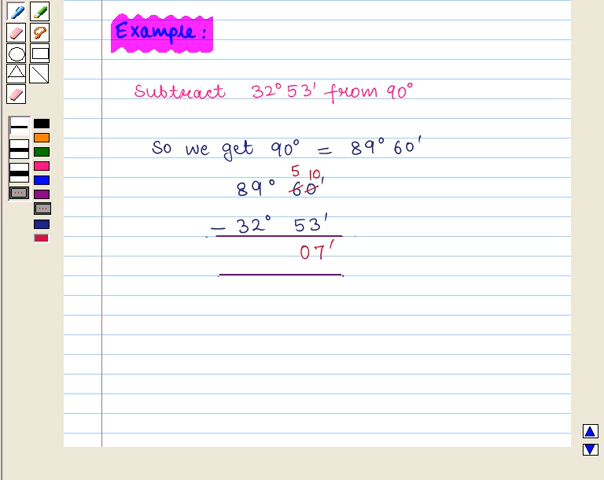 Example:
Subtract 32° 53' from 90°
So we get 90° = 89° 60'
5 10
89° 60'
- 32° 53'
07'